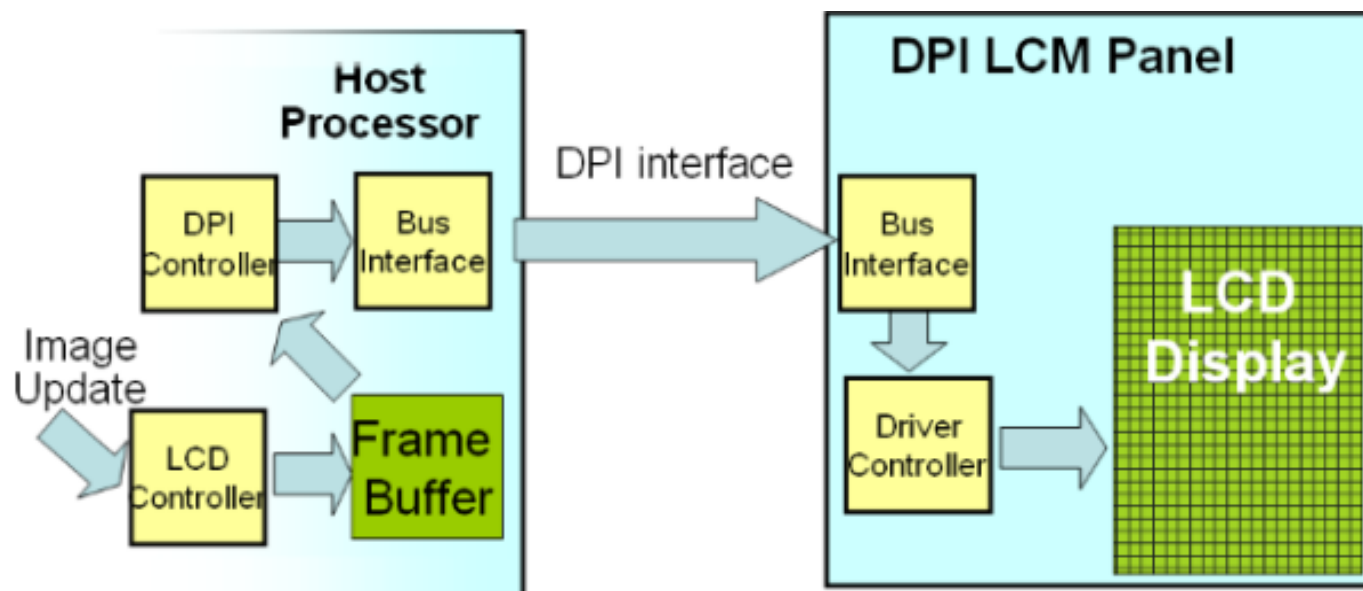 Host
Processor
DPI
Controller
Bus
Interface
Image
Update
LCD
Controller
Frame
Buffer
DPI interface
DPI LCM Panel
Bus
Interface
Driver
Controller
LCD
Display